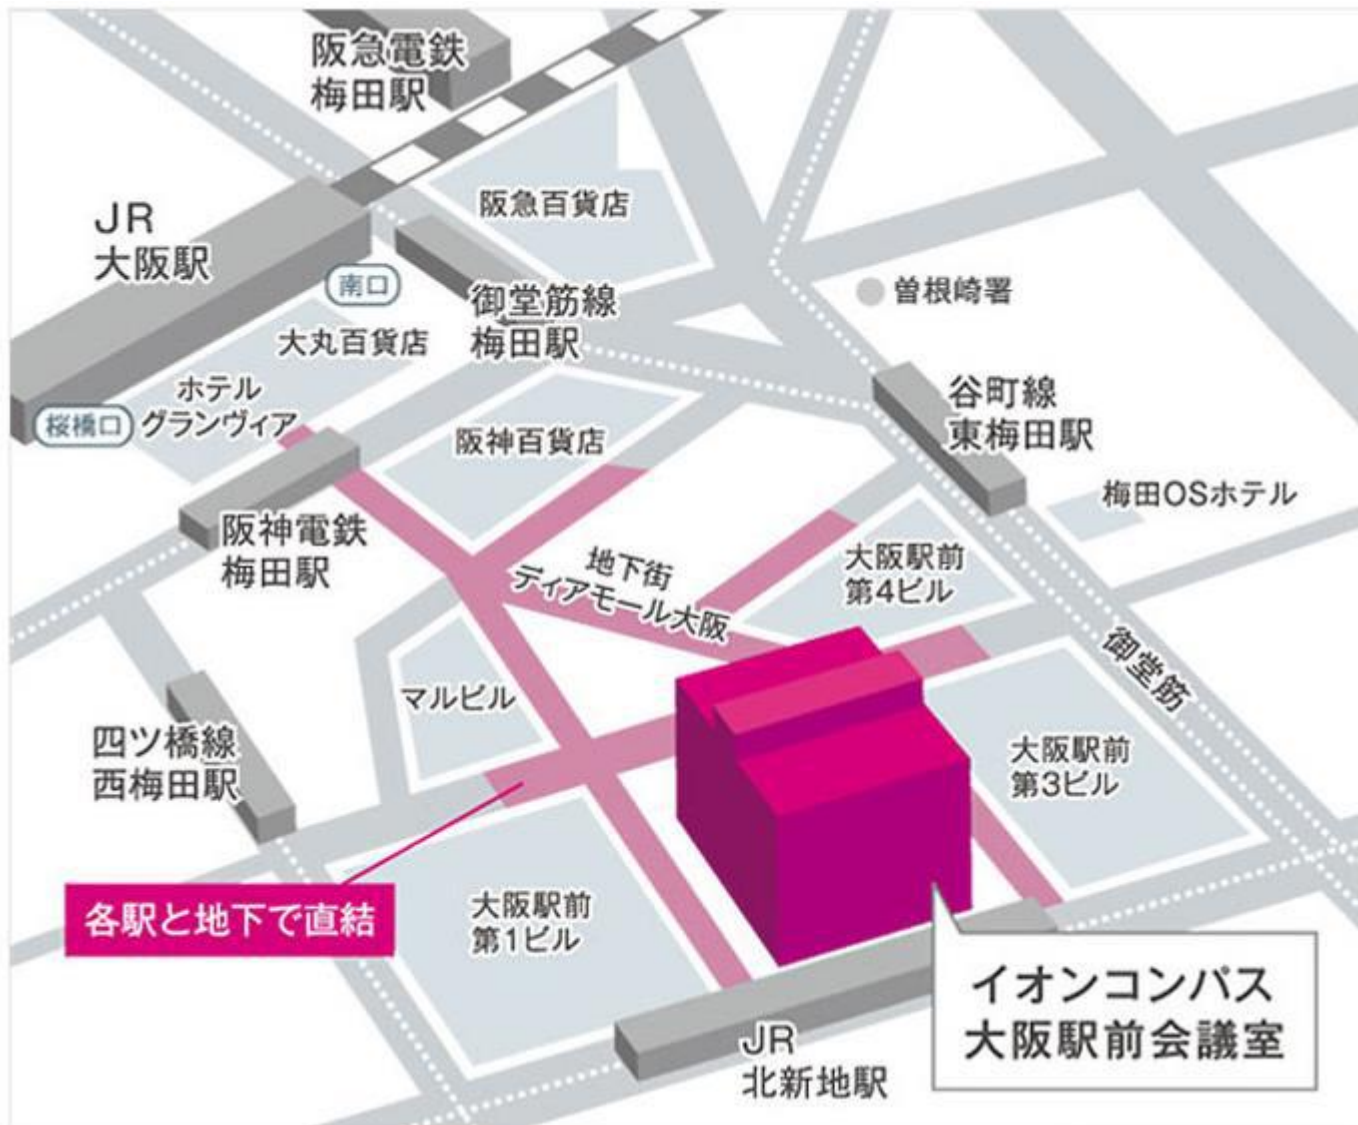 阪急電鉄
梅田駅
JR
大阪駅
阪急百貨店
南口
御堂筋線
梅田駅
曽根崎署
大丸百貨店
ホテル
グランヴィア
桜橋口
谷町線
東梅田駅
阪神百貨店
梅田OSホテル
阪神電鉄
梅田駅
地下街
ディアモール大阪
大阪駅前
第4ビル
御堂筋
マルビル
四ツ橋線
西梅田駅
大阪駅前
第3ビル
各駅と地下で直結
大阪駅前
第1ビル
イオンコンパス
大阪駅前会議室
JR
北新地駅